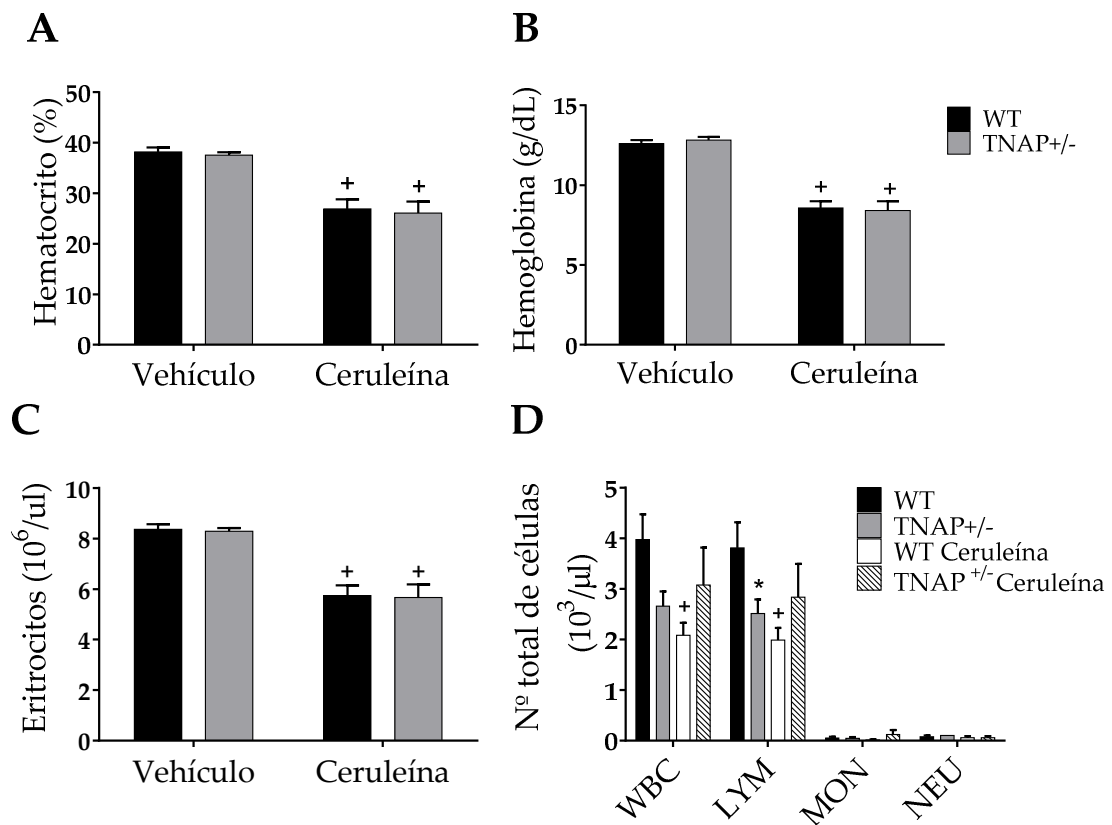 A
Hematocrito (%)
50
40
30
20
10
0
+
+
Vehículo
Ceruleína
B
Hemoglobina (g/dL)
15
10
5
0
+
+
Vehículo
Ceruleína
WT
TNAP+/-
C
Eritrocitos (10⁶/ul)
10
8
6
4
2
0
+
+
Vehículo
Ceruleína
D
Nº total de células
(10³/µl)
5
4
3
2
1
0
+
*
+
WBC
LYM
MON
NEU
WT
TNAP+/-
WT Ceruleína
TNAP ⁺/⁻ Ceruleína